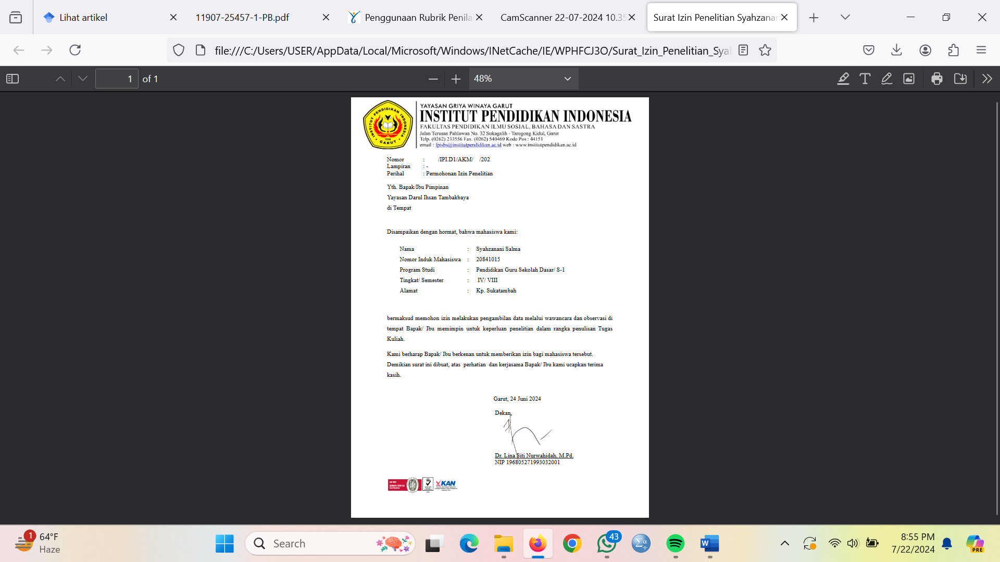 Lihat artikel
11907-25457-1-PB.pdf
Penggunaan Rubrik Penila
CamScanner 22-07-2024 10.35
Surat Izin Penelitian Syahzanan
file:///C:/Users/USER/AppData/Local/Microsoft/Windows/INetCache/IE/WPHFCJ3O/Surat_Izin_Penelitian_Sya
1 of 1
48%
YAYASAN GRIYA WINAYA GARUT
INSTITUT PENDIDIKAN INDONESIA
FAKULTAS PENDIDIKAN ILMU SOSIAL, BAHASA DAN SASTRA
Jalan Terusan Pahlawan No. 32 Sukagalih - Tarogong Kidul, Garut
Telp. (0262) 233556 Fax. (0262) 540469 Kode Pos : 44151
email : fpisbs@institutpendidikan.ac.id web : www.institutpendidikan.ac.id
INSTITUT PENDIDIKAN INDONESIA
GARUT
Nomor : /IPI.D1/AKM/ /202
Lampiran : -
Perihal : Permohonan Izin Penelitian
Yth. Bapak/Ibu Pimpinan
Yayasan Darul Ihsan Tambakbaya
di Tempat
Disampaikan dengan hormat, bahwa mahasiswa kami:
Nama : Syahzanani Salma
Nomor Induk Mahasiswa : 20841015
Program Studi : Pendidikan Guru Sekolah Dasar/ S-1
Tingkat/ Semester : IV/ VIII
Alamat : Kp. Sukatambah
bermaksud memohon izin melakukan pengambilan data melalui wawancara dan observasi di
tempat Bapak/ Ibu memimpin untuk keperluan penelitian dalam rangka penulisan Tugas
Kuliah.
Kami berharap Bapak/ Ibu berkenan untuk memberikan izin bagi mahasiswa tersebut.
Demikian surat ini dibuat, atas perhatian dan kerjasama Bapak/ Ibu kami ucapkan terima
kasih.
Garut, 24 Juni 2024
Dekan,
Dr. Lina Siti Nurwahidah, M.Pd.
NIP 196805271993032001
KAN
1
64°F
Haze
Search
43
8:55 PM
7/22/2024
PRE